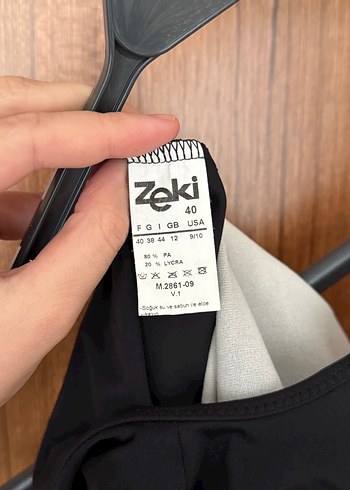 Zeki
40
F G I GB USA
40 38 44 12 9/10
80 % PA
20 % LYCRA
M.2861-09
V.1
-Soğuk su ve sabun ile elde